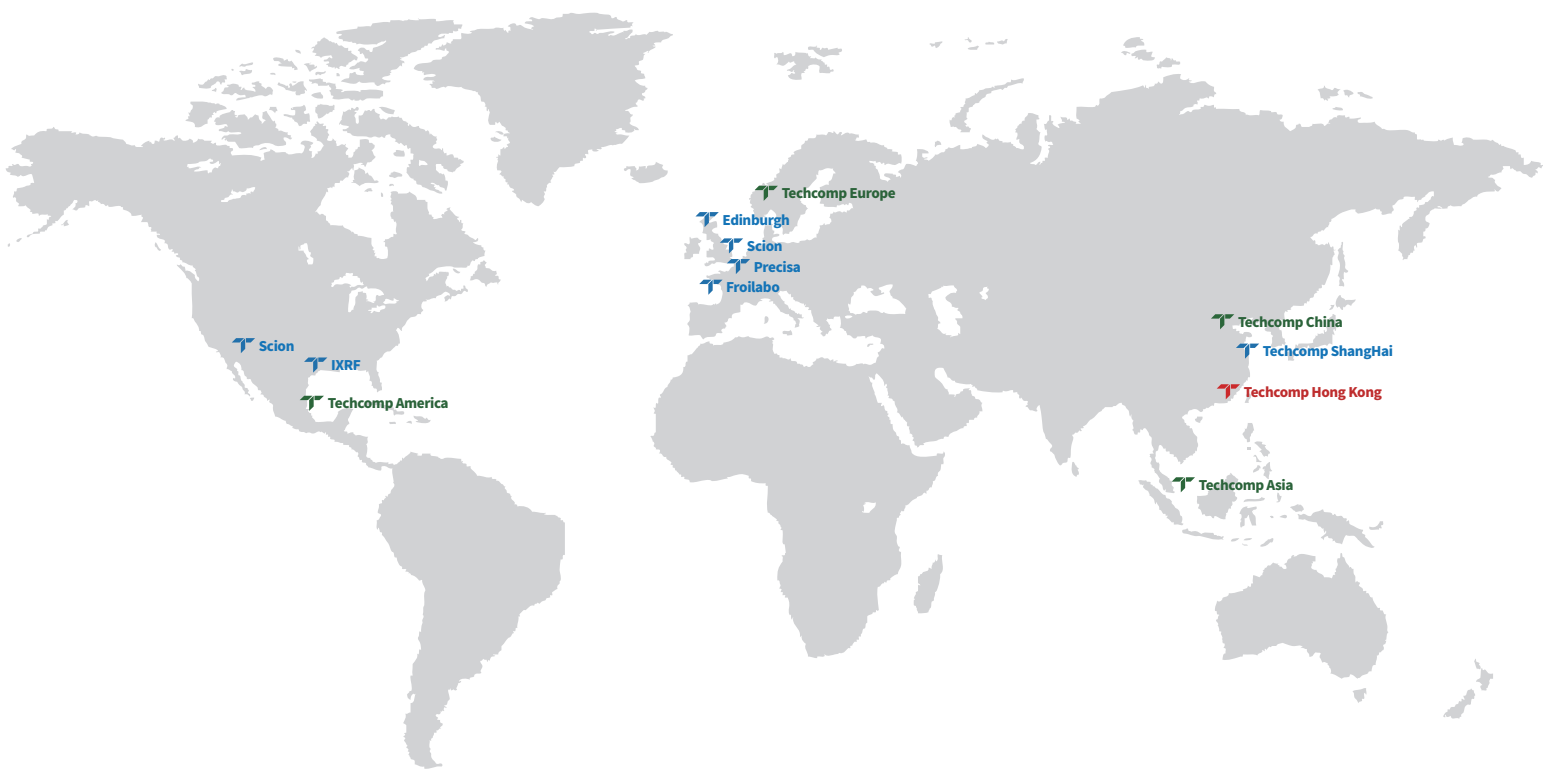 Techcomp Europe
Edinburgh
Scion
Precisa
Froilabo
Techcomp China
Scion
Techcomp ShangHai
IXRF
Techcomp Hong Kong
Techcomp America
Techcomp Asia